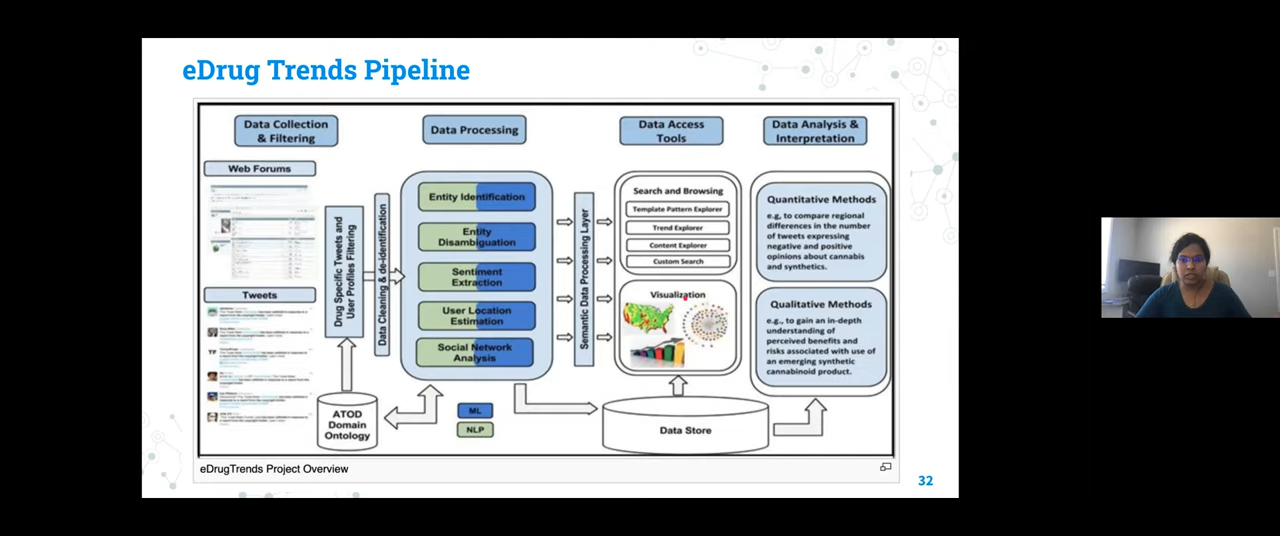 eDrug Trends Pipeline
Data Collection
& Filtering
Web Forums
Tweets
Drug Specific Tweets and
User Profiles Filtering
Data Cleaning & de-identification
ATOD
Domain
Ontology
Data Processing
Entity Identification
Entity
Disambiguation
Sentiment
Extraction
User Location
Estimation
Social Network
Analysis
ML
NLP
Semantic Data Processing Layer
Data Access
Tools
Search and Browsing
Template Pattern Explorer
Trend Explorer
Content Explorer
Custom Search
Visualization
Data Store
Data Analysis &
Interpretation
Quantitative Methods
e.g, to compare regional
differences in the number
of tweets expressing
negative and positive
opinions about cannabis
and synthetics.
Qualitative Methods
e.g., to gain an in-depth
understanding of
perceived benefits and
risks associated with use of
an emerging synthetic
cannabinoid product.
eDrugTrends Project Overview
32